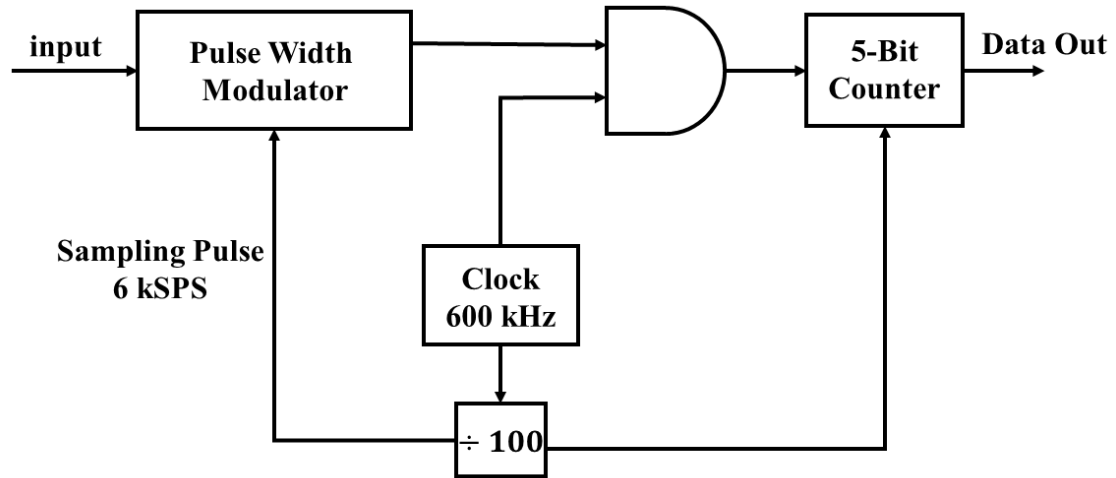 input
Pulse Width
Modulator
5-Bit
Counter
Data Out
Sampling Pulse
6 kSPS
Clock
600 kHz
÷ 100